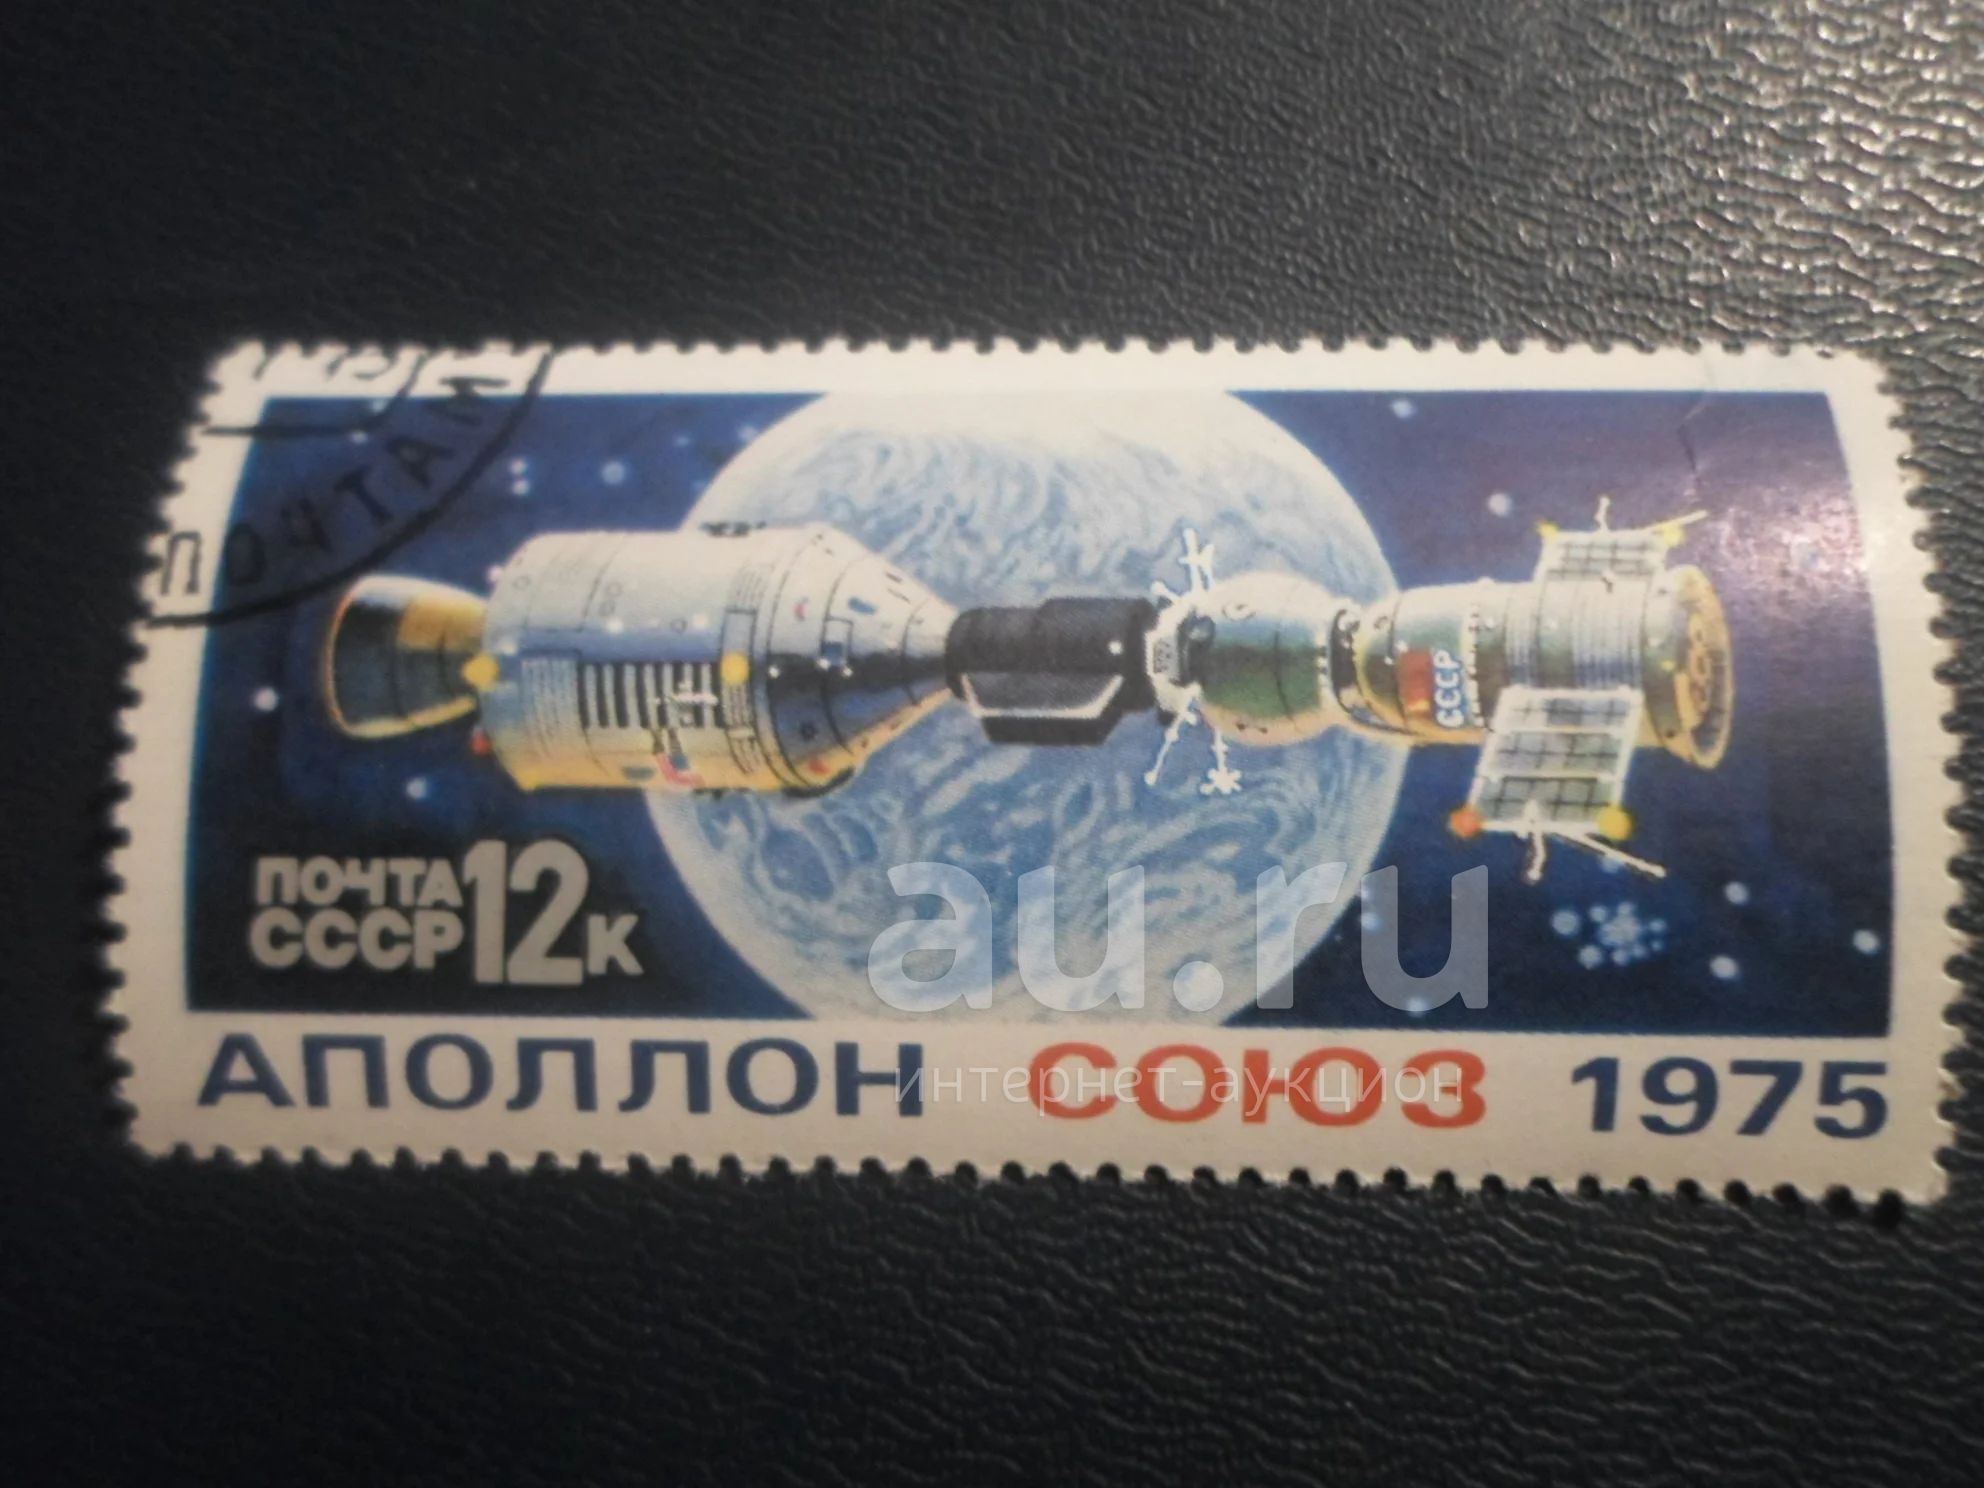 ПОЧТАМ
СССР
ПОЧТА
СССР 12к
au.ru
интернет-аукцион
АПОЛЛОН СОЮЗ 1975